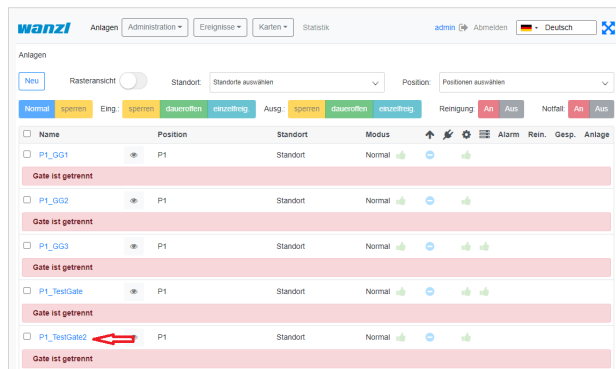 wanzl Anlagen Administration Ereignisse Karten Statistik admin Abmelden Deutsch
Anlagen
Neu Rasteransicht Standort: Standorte auswählen Position: Positionen auswählen
Normal sperren Eing.: sperren daueroffen einzelfreig. Ausg.: sperren daueroffen einzelfreig. Reinigung: An Aus Notfall: An Aus
Name Position Standort Modus Alarm Rein. Gesp. Anlage
P1_GG1 P1 Standort Normal
Gate ist getrennt
P1_GG2 P1 Standort Normal
Gate ist getrennt
P1_GG3 P1 Standort Normal
Gate ist getrennt
P1_TestGate P1 Standort Normal
Gate ist getrennt
P1_TestGate2 P1 Standort Normal
Gate ist getrennt